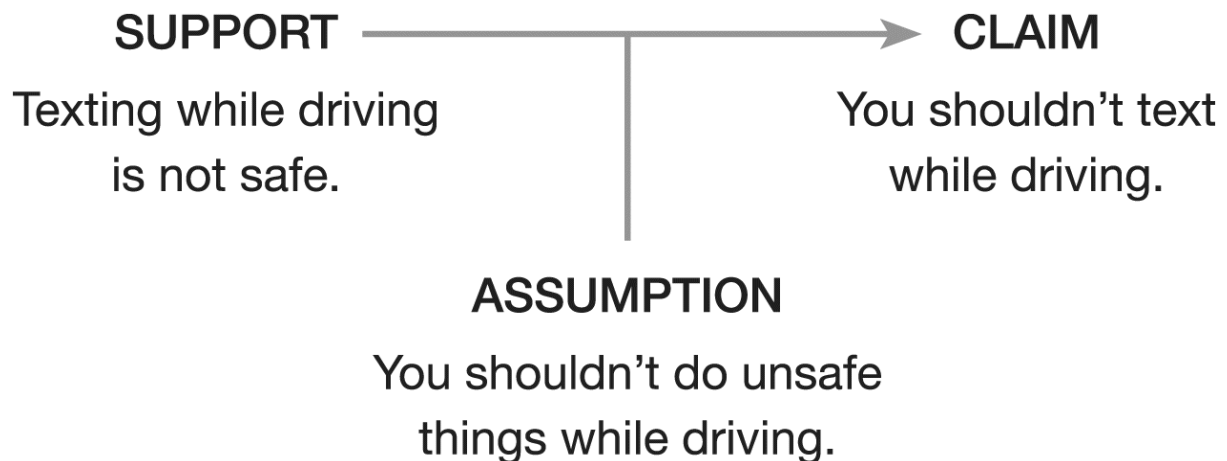 SUPPORT
Texting while driving
is not safe.
CLAIM
You shouldn’t text
while driving.
ASSUMPTION
You shouldn’t do unsafe
things while driving.